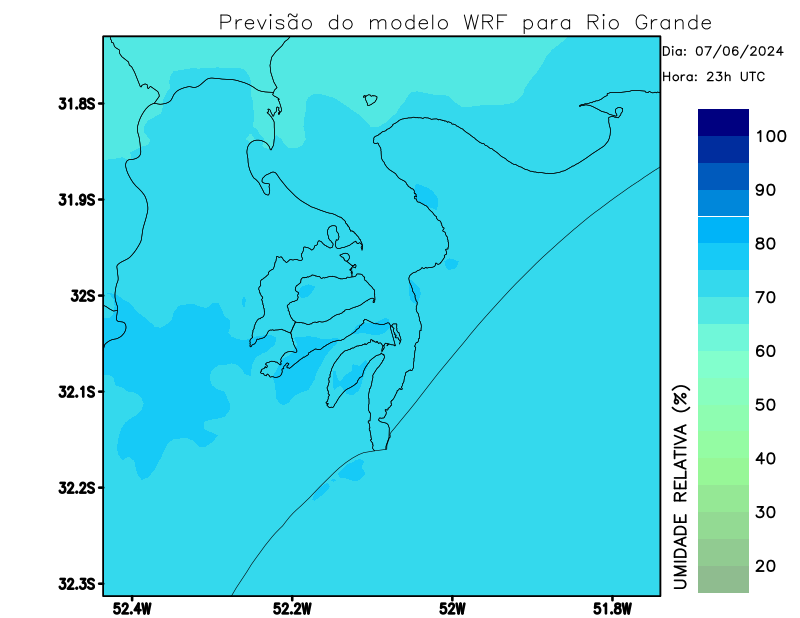 Previsão do modelo WRF para Rio Grande
Dia: 07/06/2024
Hora: 23h UTC
31.8S
31.9S
32S
32.1S
32.2S
32.3S
52.4W
52.2W
52W
51.8W
100
90
80
70
60
50
40
30
20
UMIDADE RELATIVA (%)